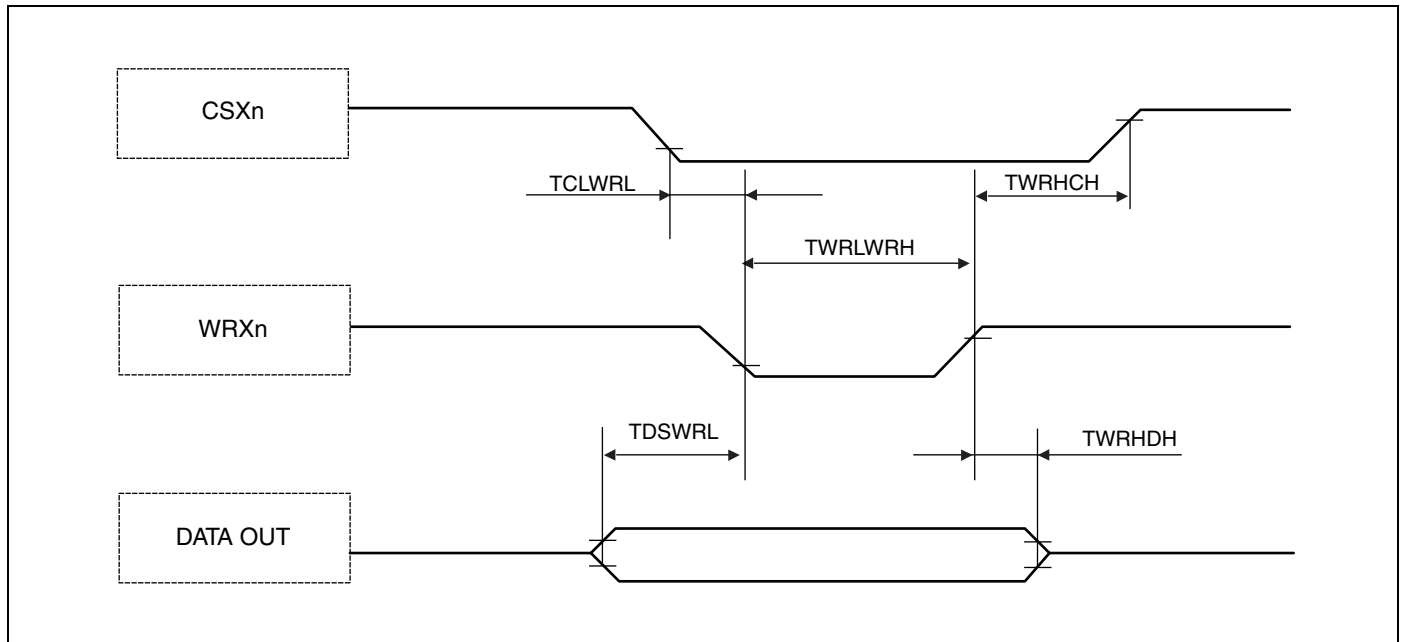 CSXn
TCLWRL
TWRHCH
TWRLWRH
WRXn
TDSWRL
TWRHDH
DATA OUT